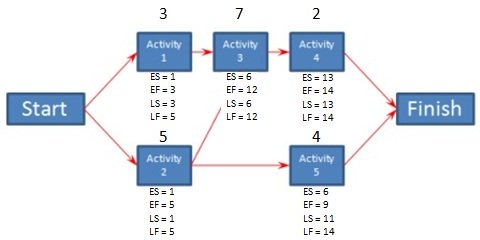 3 7 2
Activity
1
Activity
3
Activity
4
ES = 1
EF = 3
LS = 3
LF = 5
ES = 6
EF = 12
LS = 6
LF = 12
ES = 13
EF = 14
LS = 13
LF = 14
Start
Finish
5 4
Activity
2
Activity
5
ES = 1
EF = 5
LS = 1
LF = 5
ES = 6
EF = 9
LS = 11
LF = 14